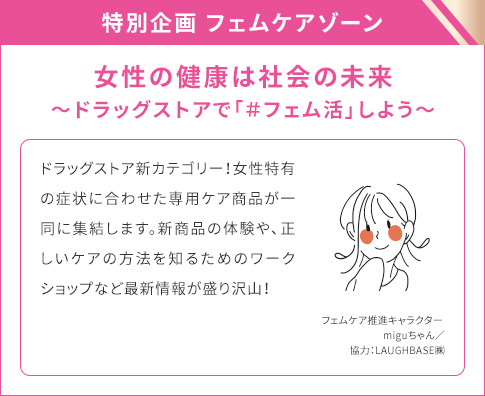 特別企画 フェムケアゾーン
女性の健康は社会の未来
～ドラッグストアで「＃フェム活」しよう～
ドラッグストア新カテゴリー！女性特有
の症状に合わせた専用ケア商品が一
同に集結します。新商品の体験や、正
しいケアの方法を知るためのワーク
ショップなど最新情報が盛り沢山！
フェムケア推進キャラクター
miguちゃん／
協力：LAUGHBASE㈱